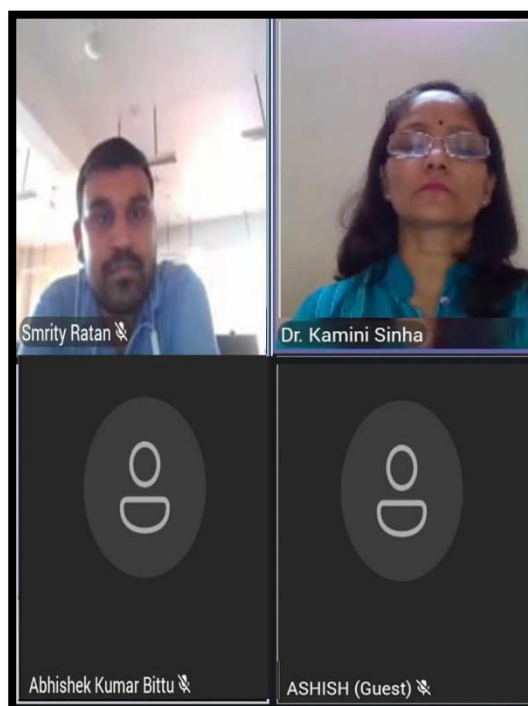 Smrity Ratan
Dr. Kamini Sinha
Abhishek Kumar Bittu
ASHISH (Guest)